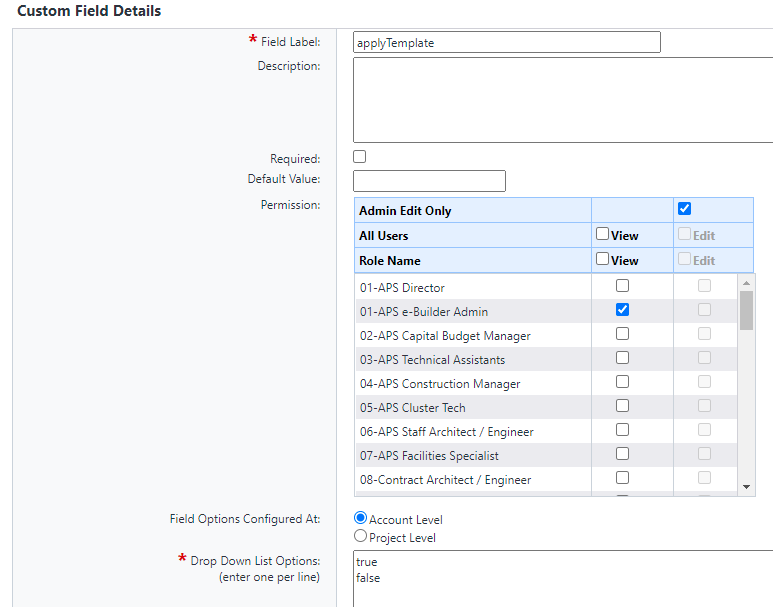 Custom Field Details
* Field Label: applyTemplate
Description:
Required:
Default Value:
Permission:
Admin Edit Only
All Users View Edit
Role Name View Edit
01-APS Director
01-APS e-Builder Admin
02-APS Capital Budget Manager
03-APS Technical Assistants
04-APS Construction Manager
05-APS Cluster Tech
06-APS Staff Architect / Engineer
07-APS Facilities Specialist
08-Contract Architect / Engineer
Field Options Configured At: Account Level
Project Level
* Drop Down List Options: true
(enter one per line) false